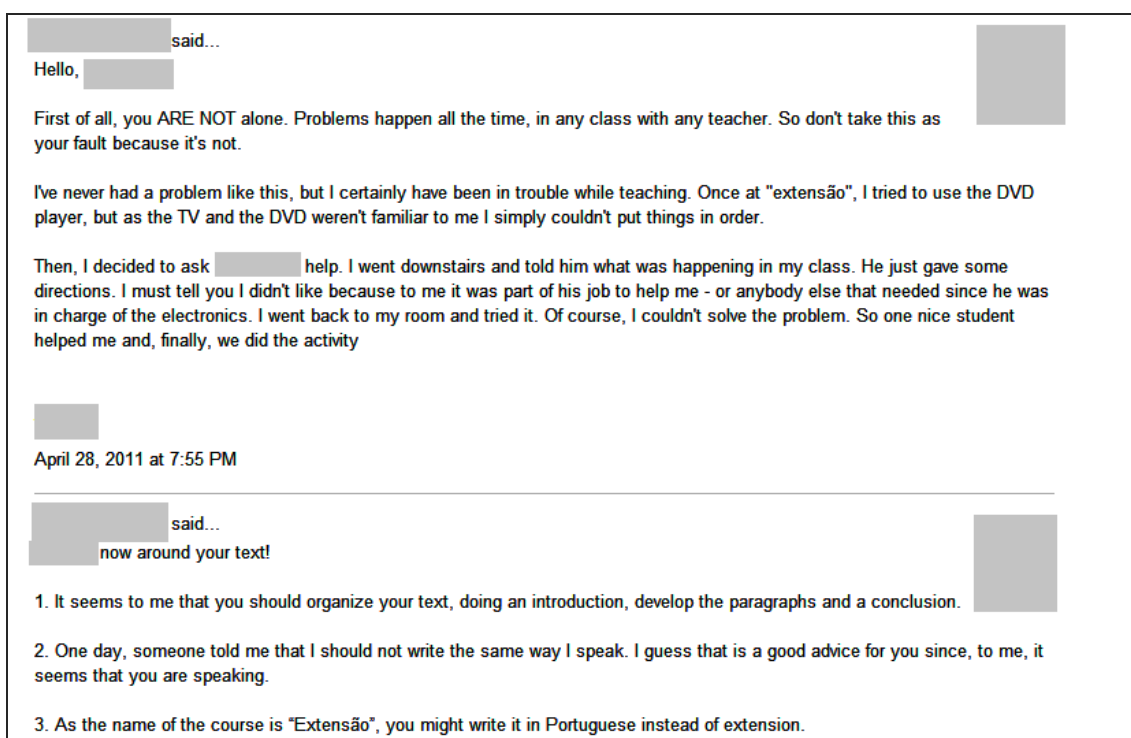 said...
Hello,
First of all, you ARE NOT alone. Problems happen all the time, in any class with any teacher. So don't take this as
your fault because it's not.
I've never had a problem like this, but I certainly have been in trouble while teaching. Once at "extensão", I tried to use the DVD
player, but as the TV and the DVD weren't familiar to me I simply couldn't put things in order.
Then, I decided to ask help. I went downstairs and told him what was happening in my class. He just gave some
directions. I must tell you I didn't like because to me it was part of his job to help me - or anybody else that needed since he was
in charge of the electronics. I went back to my room and tried it. Of course, I couldn't solve the problem. So one nice student
helped me and, finally, we did the activity
April 28, 2011 at 7:55 PM
said...
now around your text!
1. It seems to me that you should organize your text, doing an introduction, develop the paragraphs and a conclusion.
2. One day, someone told me that I should not write the same way I speak. I guess that is a good advice for you since, to me, it
seems that you are speaking.
3. As the name of the course is “Extensão”, you might write it in Portuguese instead of extension.